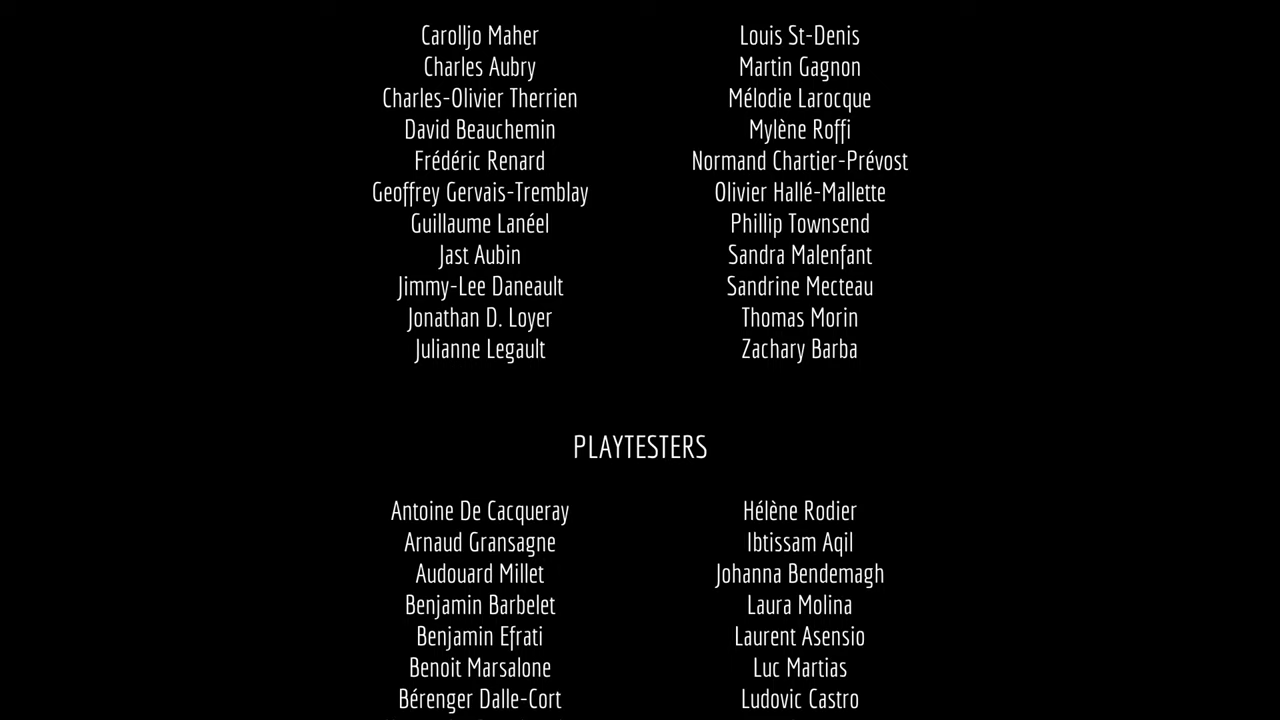 Carolljo Maher
Charles Aubry
Charles-Olivier Therrien
David Beauchemin
Frédéric Renard
Geoffrey Gervais-Tremblay
Guillaume Lanéel
Jast Aubin
Jimmy-Lee Daneault
Jonathan D. Loyer
Julianne Legault
Louis St-Denis
Martin Gagnon
Mélodie Larocque
Mylène Roffi
Normand Chartier-Prévost
Olivier Hallé-Mallette
Phillip Townsend
Sandra Malenfant
Sandrine Mecteau
Thomas Morin
Zachary Barba
PLAYTESTERS
Antoine De Cacqueray
Arnaud Gransagne
Audouard Millet
Benjamin Barbelet
Benjamin Efrati
Benoit Marsalone
Bérenger Dalle-Cort
Hélène Rodier
Ibtissam Aqil
Johanna Bendemagh
Laura Molina
Laurent Asensio
Luc Martias
Ludovic Castro